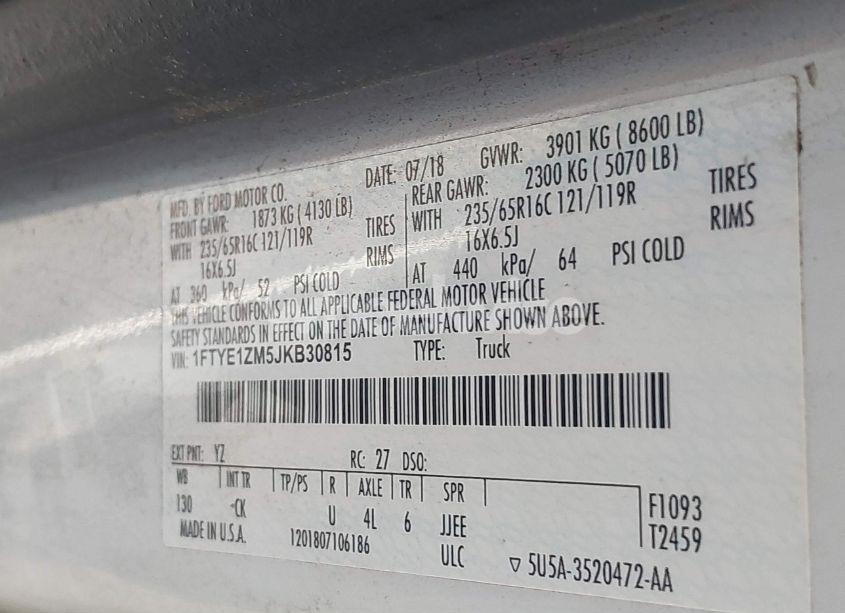 MFD. BY FORD MOTOR CO. DATE: 07/18 GVWR: 3901 KG ( 8600 LB)
FRONT GAWR: 1873 KG ( 4130 LB) REAR GAWR: 2300 KG ( 5070 LB)
WITH 235/65R16C 121/119R TIRES WITH 235/65R16C 121/119R TIRES
16X6.5J RIMS 16X6.5J RIMS
AT 360 kPa/ 52 PSI COLD AT 440 kPa/ 64 PSI COLD
THIS VEHICLE CONFORMS TO ALL APPLICABLE FEDERAL MOTOR VEHICLE
SAFETY STANDARDS IN EFFECT ON THE DATE OF MANUFACTURE SHOWN ABOVE.
VIN: 1FTYE1ZM5JKB30815 TYPE: Truck
EXT PNT: YZ RC: 27 DSO:
WB INT TR TP/PS R AXLE TR SPR F1093
130 -CK U 4L 6 JJEE T2459
MADE IN U.S.A. 1201807106186 ULC ▽ 5U5A-3520472-AA